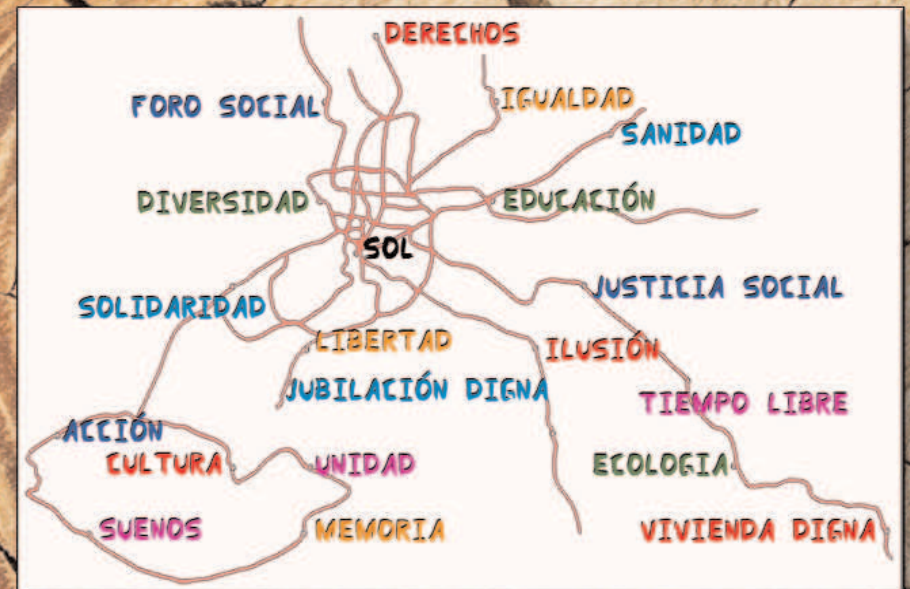 DERECHOS
FORO SOCIAL
IGUALDAD
SANIDAD
DIVERSIDAD
EDUCACIÓN
SOL
SOLIDARIDAD
JUSTICIA SOCIAL
LIBERTAD
ILUSIÓN
JUBILACIÓN DIGNA
TIEMPO LIBRE
ACCIÓN
CULTURA
UNIDAD
ECOLOGIA
SUENOS
MEMORIA
VIVIENDA DIGNA